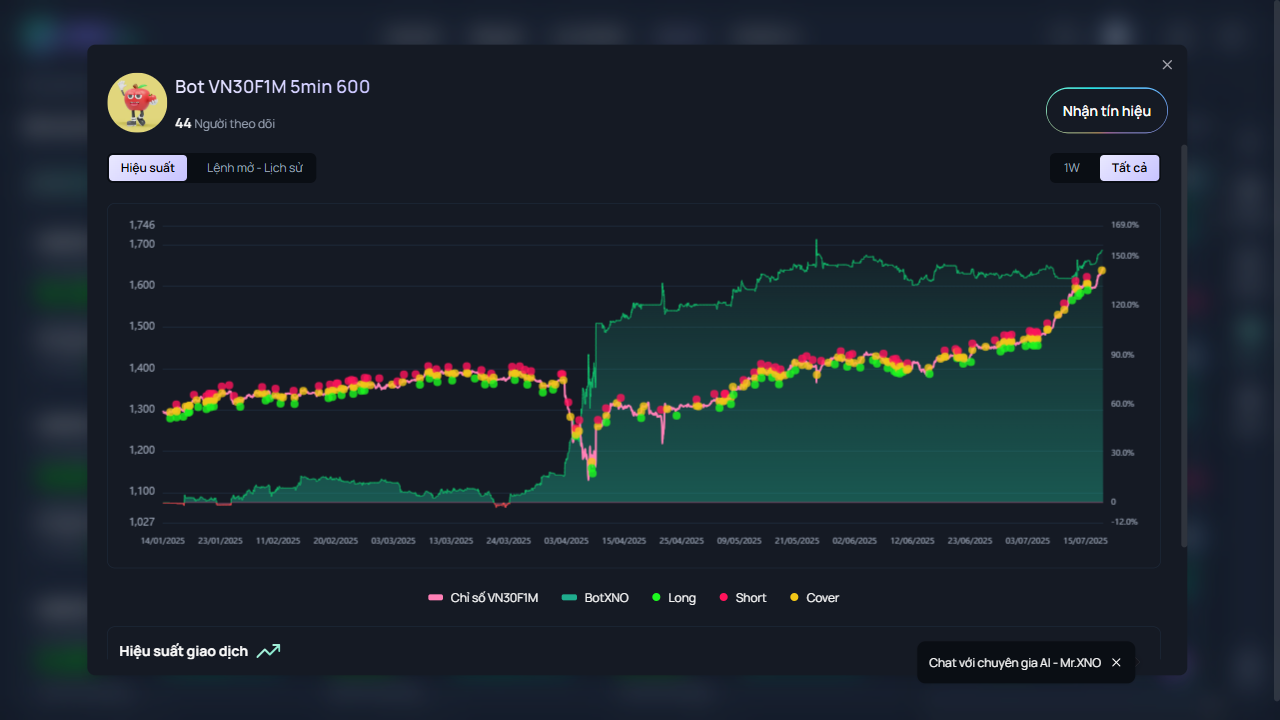 Bot VN30F1M 5min 600
44 Người theo dõi
Nhận tín hiệu
Hiệu suất
Lệnh mở - Lịch sử
1W
Tất cả
1,746
1,700
1,600
1,500
1,400
1,300
1,200
1,100
1,027
169.0%
150.0%
120.0%
90.0%
60.0%
30.0%
0
-12.0%
14/01/2025 23/01/2025 11/02/2025 20/02/2025 03/03/2025 13/03/2025 24/03/2025 03/04/2025 15/04/2025 25/04/2025 09/05/2025 21/05/2025 02/06/2025 12/06/2025 23/06/2025 03/07/2025 15/07/2025
Chỉ số VN30F1M BotXNO Long Short Cover
Hiệu suất giao dịch
Chat với chuyên gia AI - Mr.XNO